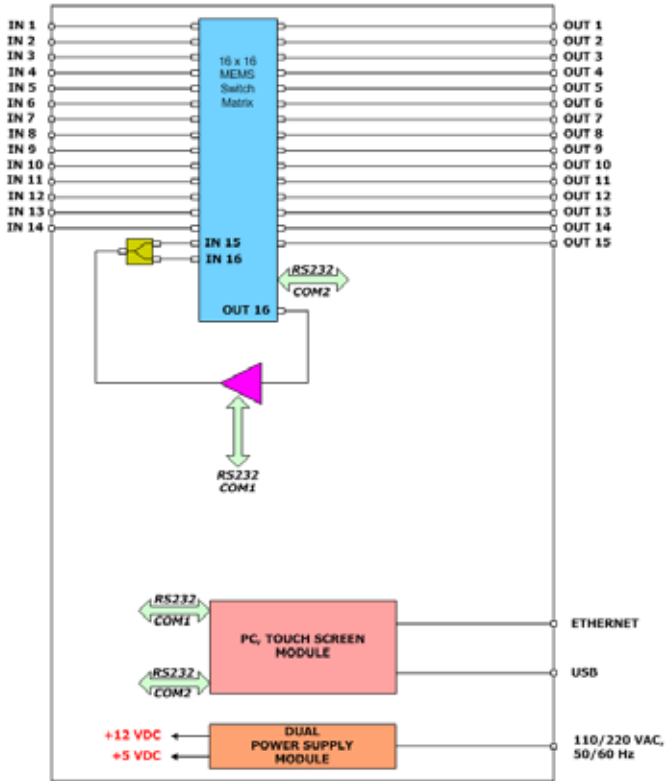 IN 1
IN 2
IN 3
IN 4
IN 5
IN 6
IN 7
IN 8
IN 9
IN 10
IN 11
IN 12
IN 13
IN 14
16 x 16
MEMS
Switch
Matrix
IN 15
IN 16
OUT 16
OUT 1
OUT 2
OUT 3
OUT 4
OUT 5
OUT 6
OUT 7
OUT 8
OUT 9
OUT 10
OUT 11
OUT 12
OUT 13
OUT 14
OUT 15
RS232
COM2
RS232
COM1
RS232
COM1
RS232
COM2
PC, TOUCH SCREEN
MODULE
ETHERNET
USB
+12 VDC
+5 VDC
DUAL
POWER SUPPLY
MODULE
110/220 VAC,
50/60 Hz